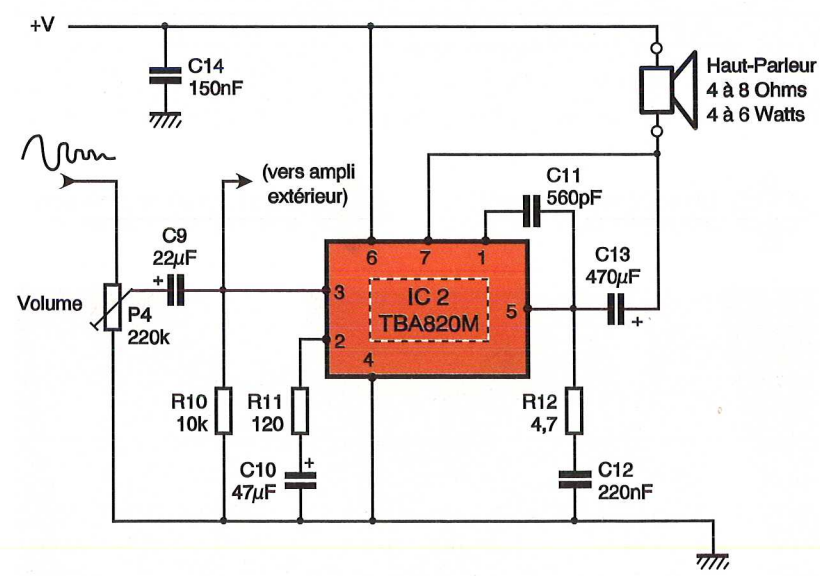 +V
C14
150nF
Haut-Parleur
4 à 8 Ohms
4 à 6 Watts
(vers ampli
extérieur)
C11
560pF
C9
22µF
+
6
7
1
C13
470µF
+
Volume
P4
220k
3
IC 2
TBA820M
5
2
4
R10
10k
R11
120
R12
4,7
C10
47µF
+
C12
220nF